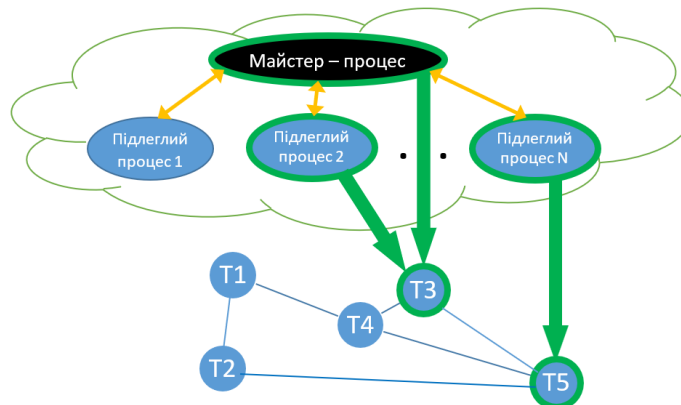 Майстер – процес
Підлеглий
процес 1
Підлеглий
процес 2
. . .
Підлеглий
процес N
T1
T3
T4
T2
T5